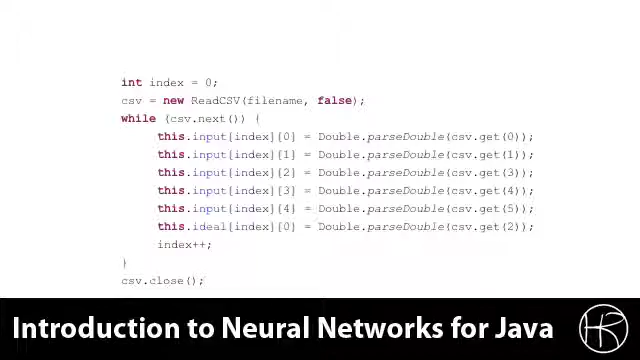 int index = 0;
csv = new ReadCSV(filename, false);
while (csv.next()) {
this.input[index][0] = Double.parseDouble(csv.get(0));
this.input[index][1] = Double.parseDouble(csv.get(1));
this.input[index][2] = Double.parseDouble(csv.get(3));
this.input[index][3] = Double.parseDouble(csv.get(4));
this.input[index][4] = Double.parseDouble(csv.get(5));
this.ideal[index][0] = Double.parseDouble(csv.get(2));
index++;
}
csv.close();
Introduction to Neural Networks for Java